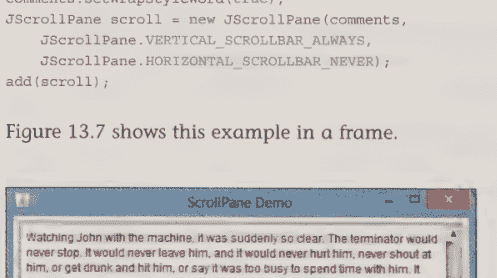 comments.setWrapStyleWord(true);
JScrollPane scroll = new JScrollPane(comments,
JScrollPane.VERTICAL_SCROLLBAR_ALWAYS,
JScrollPane.HORIZONTAL_SCROLLBAR_NEVER);
add(scroll);
Figure 13.7 shows this example in a frame.
ScrollPane Demo
Watching John with the machine, it was suddenly so clear. The terminator would
never stop. It would never leave him, and it would never hurt him, never shout at
him, or get drunk and hit him, or say it was too busy to spend time with him. It